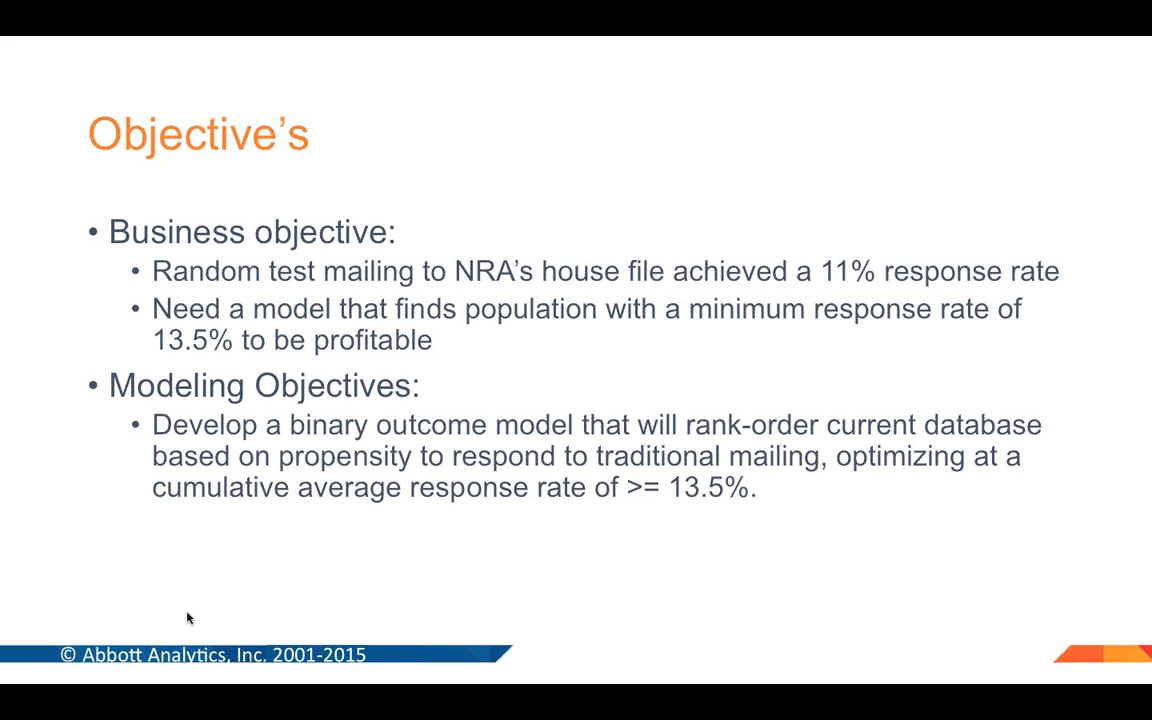 Objective’s
• Business objective:
• Random test mailing to NRA’s house file achieved a 11% response rate
• Need a model that finds population with a minimum response rate of
13.5% to be profitable
• Modeling Objectives:
• Develop a binary outcome model that will rank-order current database
based on propensity to respond to traditional mailing, optimizing at a
cumulative average response rate of >= 13.5%.
© Abbott Analytics, Inc. 2001-2015